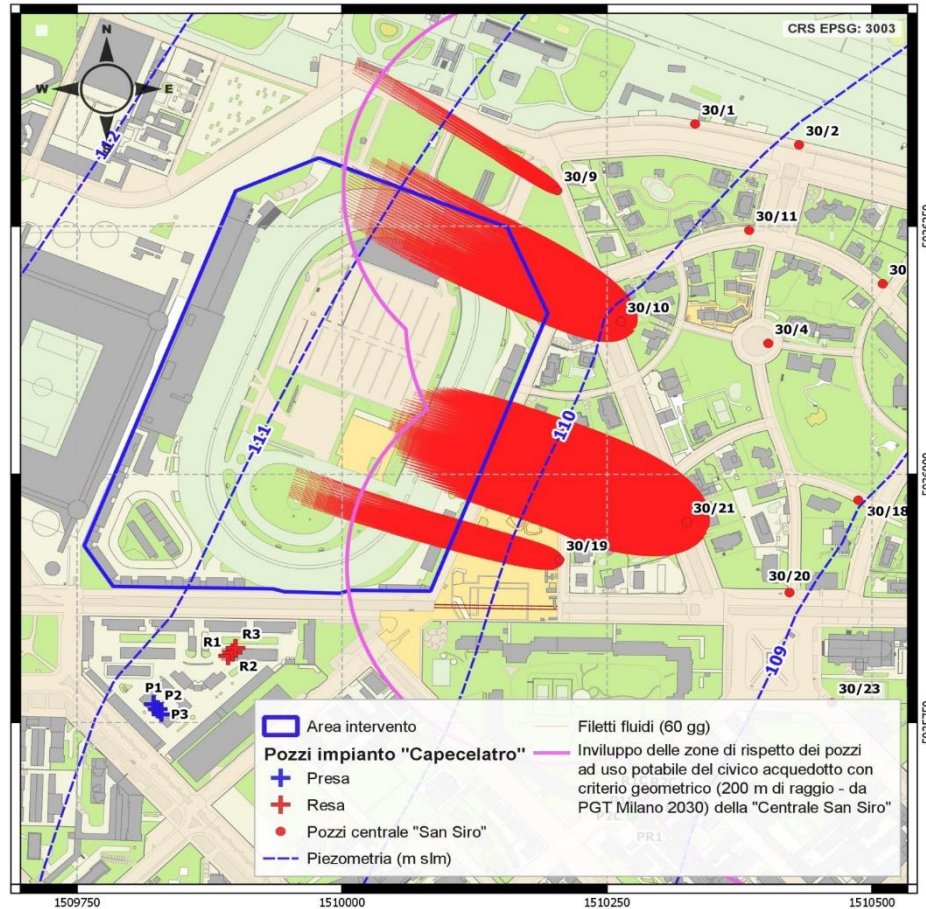 CRS EPSG: 3003
N
W
E
112
30/1
30/2
30/9
30/11
30
30/10
30/4
111
110
30/21
30/18
30/19
30/20
109
R1
R3
R2
P1
P2
P3
30/23
Area intervento
Pozzi impianto "Capecelatro"
Presa
Resa
Pozzi centrale "San Siro"
Piezometria (m slm)
Filetti fluidi (60 gg)
Inviluppo delle zone di rispetto dei pozzi
ad uso potabile del civico acquedotto con
criterio geometrico (200 m di raggio - da
PGT Milano 2030) della "Centrale San Siro"
PR1
5026250
5026000
5025750
1509750
1510000
1510250
1510500